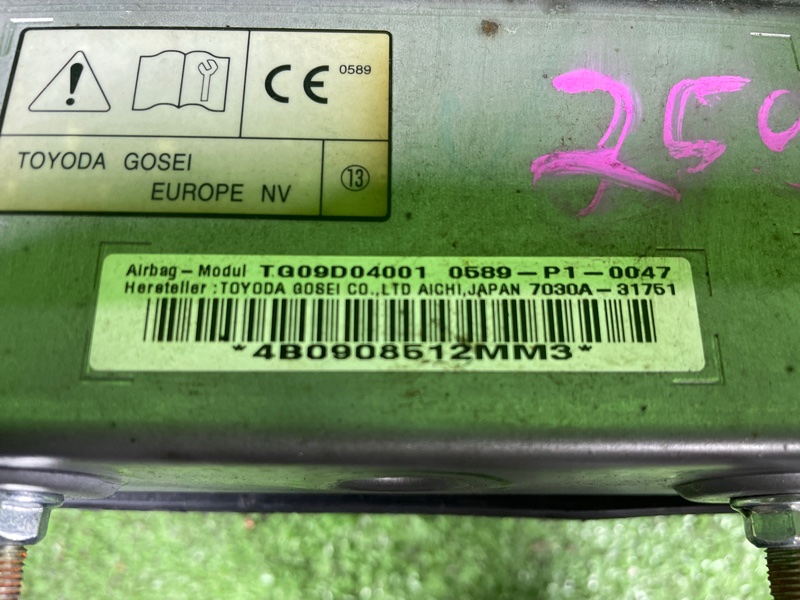 CE 0589
TOYODA GOSEI
EUROPE NV
13
259
Airbag-Modul TG09D04001 0589-P1-0047
Hersteller :TOYODA GOSEI CO.,LTD AICHI,JAPAN 7030A-31751
*4B0908512MM3*